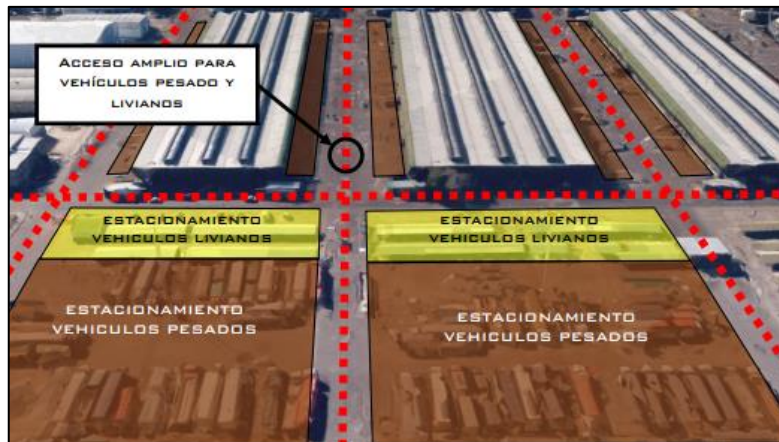 ACCESO AMPLIO PARA
VEHÍCULOS PESADO Y
LIVIANOS
ESTACIONAMIENTO
VEHICULOS LIVIANOS
ESTACIONAMIENTO
VEHICULOS LIVIANOS
ESTACIONAMIENTO
VEHICULOS PESADOS
ESTACIONAMIENTO
VEHICULOS PESADOS